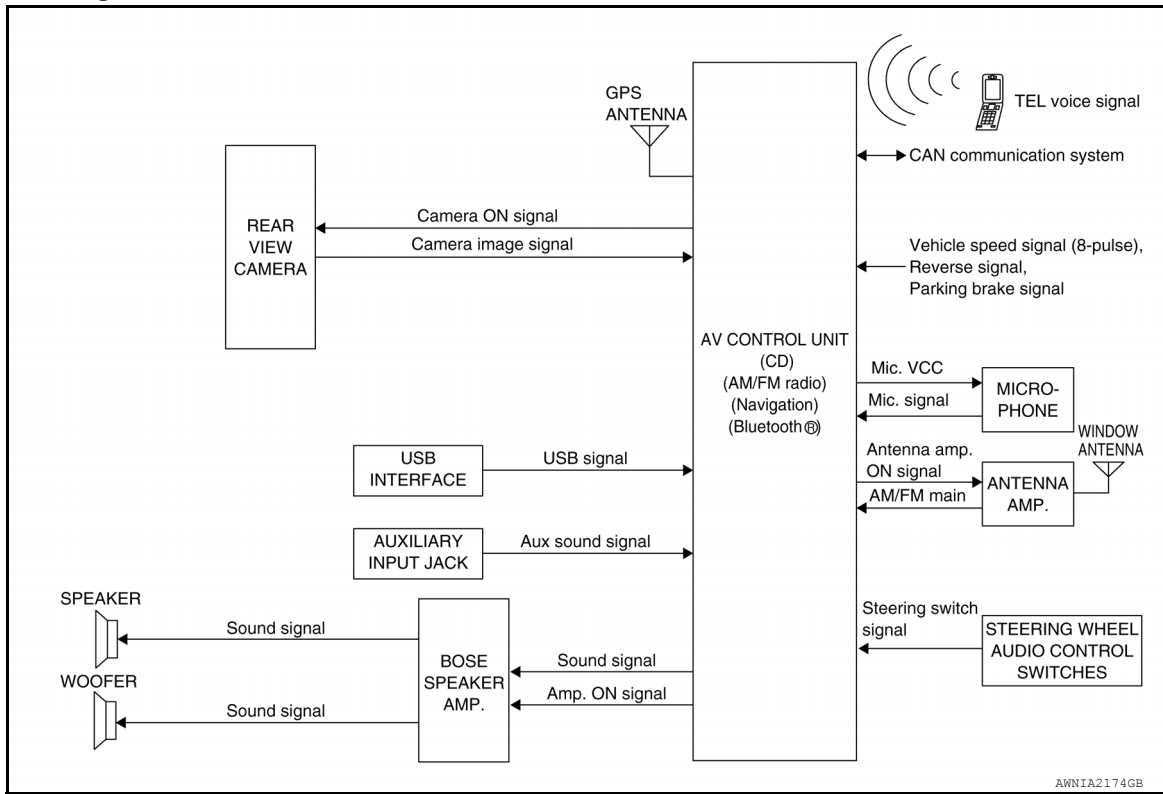 GPS
ANTENNA
TEL voice signal
CAN communication system
REAR
VIEW
CAMERA
Camera ON signal
Camera image signal
Vehicle speed signal (8-pulse),
Reverse signal,
Parking brake signal
AV CONTROL UNIT
(CD)
(AM/FM radio)
(Navigation)
(Bluetooth®)
Mic. VCC
Mic. signal
MICRO-
PHONE
WINDOW
ANTENNA
Antenna amp.
ON signal
AM/FM main
ANTENNA
AMP.
USB
INTERFACE
USB signal
AUXILIARY
INPUT JACK
Aux sound signal
SPEAKER
Sound signal
WOOFER
Sound signal
BOSE
SPEAKER
AMP.
Sound signal
Amp. ON signal
Steering switch
signal
STEERING WHEEL
AUDIO CONTROL
SWITCHES
AWNIA2174GB